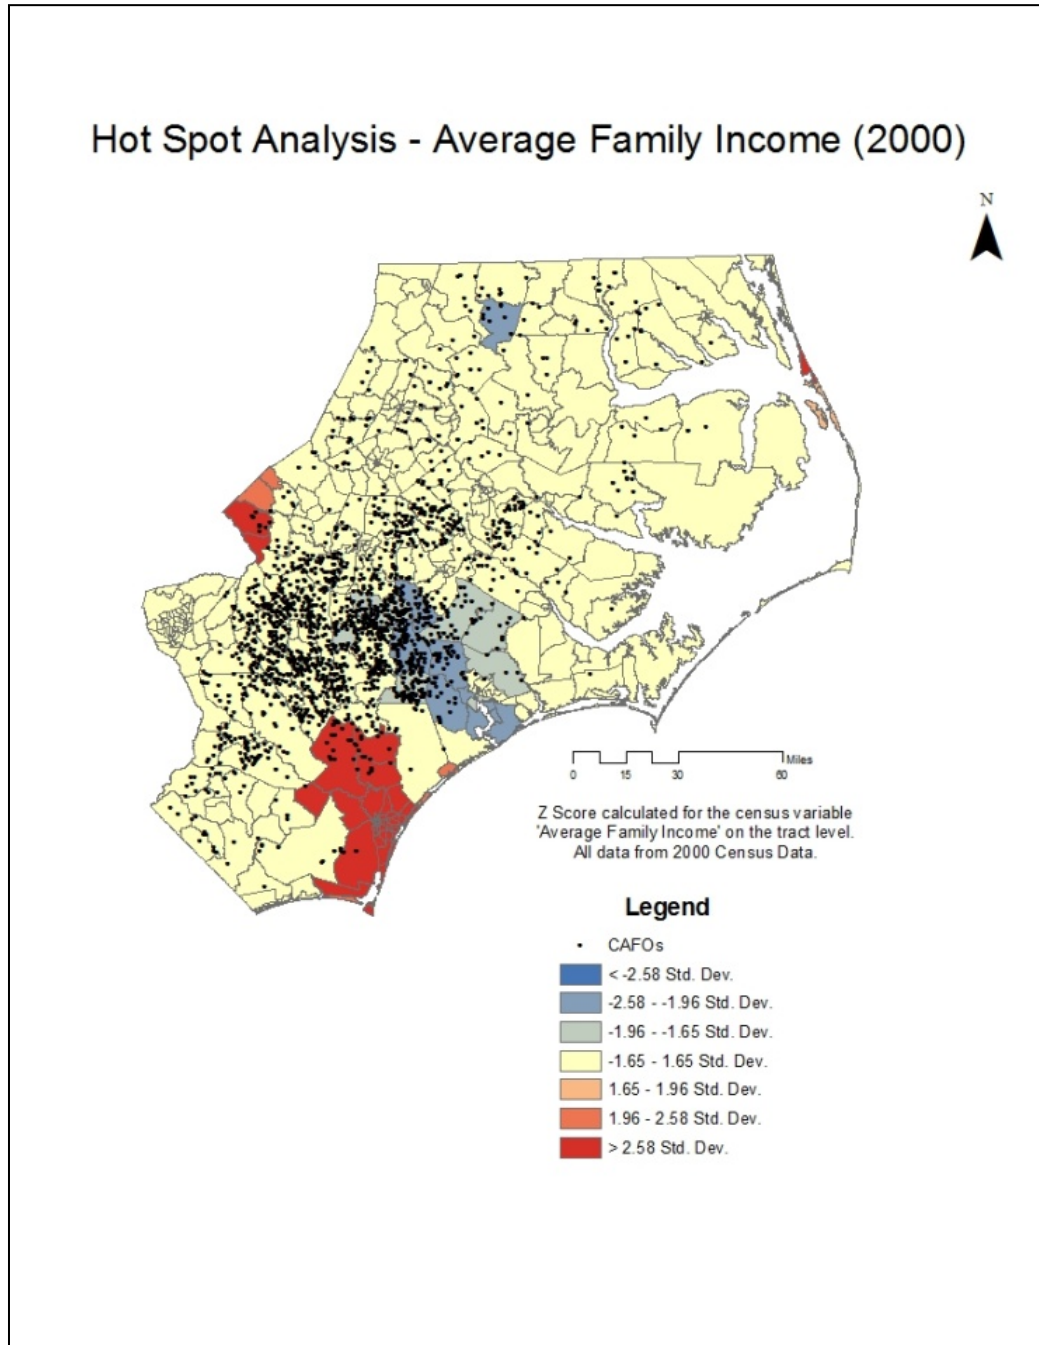 Hot Spot Analysis - Average Family Income (2000)
N
Miles
0 15 30 60
Z Score calculated for the census variable
'Average Family Income' on the tract level.
All data from 2000 Census Data.
Legend
CAFOs
< -2.58 Std. Dev.
-2.58 - -1.96 Std. Dev.
-1.96 - -1.65 Std. Dev.
-1.65 - 1.65 Std. Dev.
1.65 - 1.96 Std. Dev.
1.96 - 2.58 Std. Dev.
> 2.58 Std. Dev.